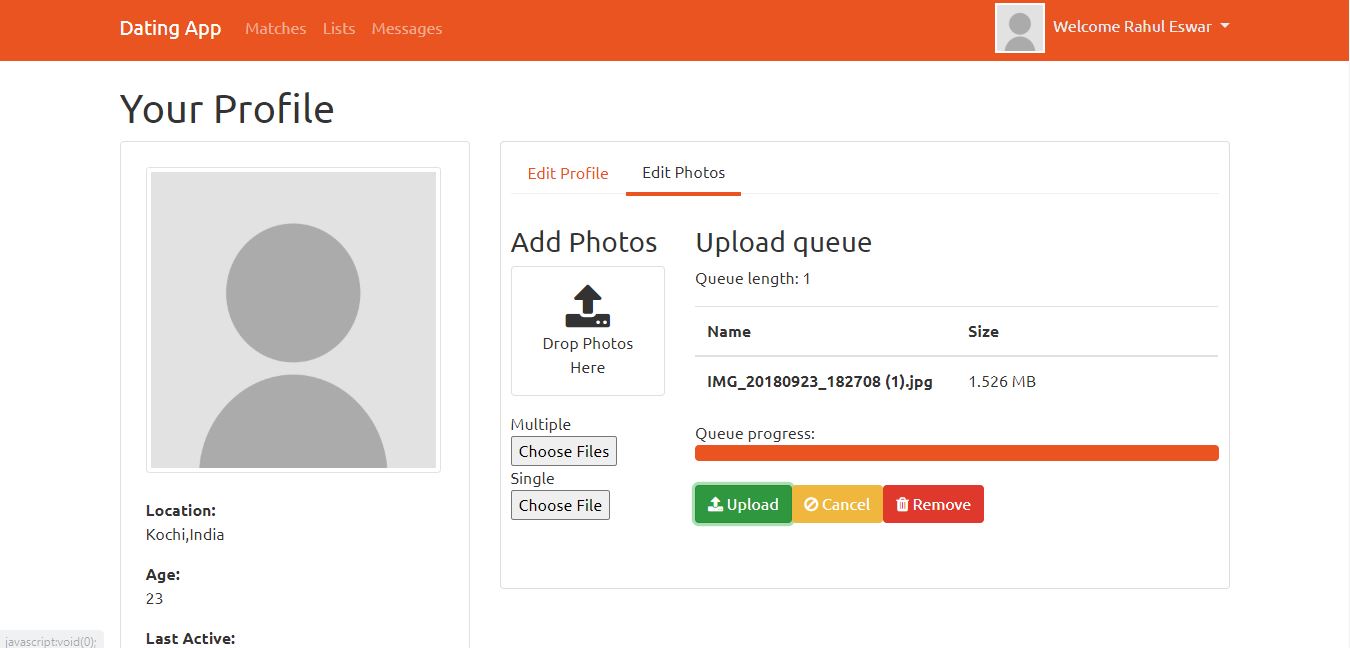 Dating App Matches Lists Messages Welcome Rahul Eswar
Your Profile
Location:
Kochi,India
Age:
23
Last Active:
Edit Profile Edit Photos
Add Photos
Drop Photos
Here
Multiple
Choose Files
Single
Choose File
Upload queue
Queue length: 1
Name Size
IMG_20180923_182708 (1).jpg 1.526 MB
Queue progress:
Upload Cancel Remove
javascript:void(0);